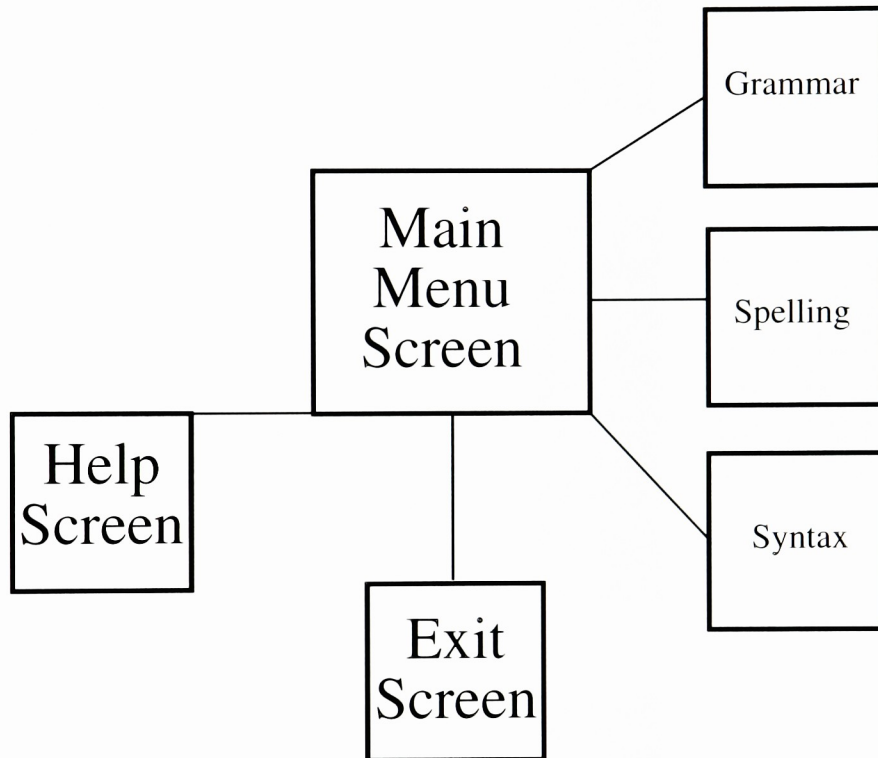 Grammar
Main
Menu
Screen
Spelling
Help
Screen
Syntax
Exit
Screen